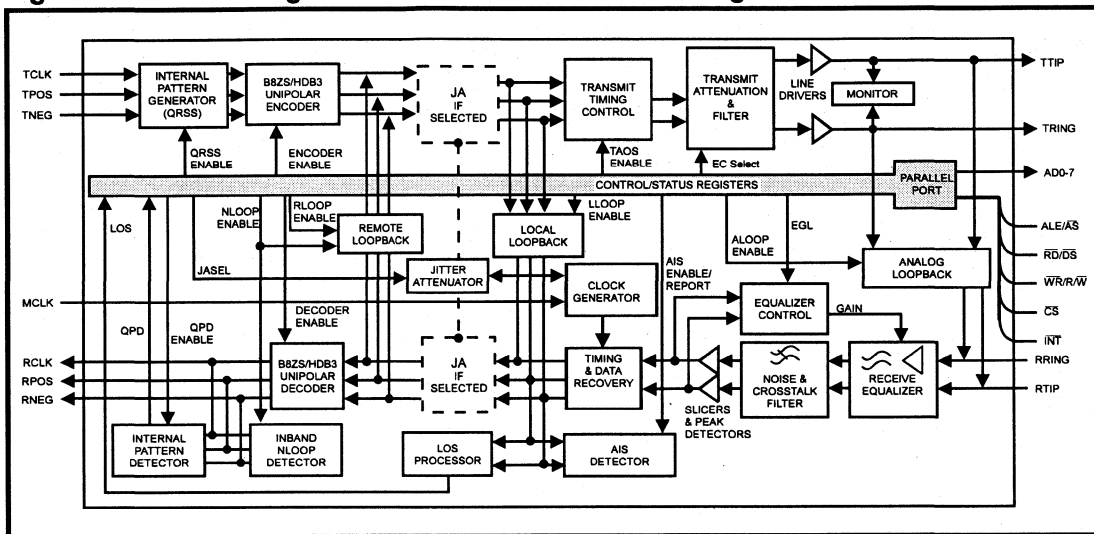 TCLK
TPOS
TNEG
INTERNAL
PATTERN
GENERATOR
(QRSS)
B8ZS/HDB3
UNIPOLAR
ENCODER
JA
IF
SELECTED
TRANSMIT
TIMING
CONTROL
TRANSMIT
ATTENUATION
&
FILTER
LINE
DRIVERS
MONITOR
TTIP
TRING
QRSS
ENABLE
ENCODER
ENABLE
TAOS
ENABLE
EC Select
CONTROL/STATUS REGISTERS
PARALLEL
PORT
AD0-7
LOS
NLOOP
ENABLE
RLOOP
ENABLE
REMOTE
LOOPBACK
LLOOP
ENABLE
LOCAL
LOOPBACK
AIS
ENABLE/
REPORT
ALOOP
ENABLE
EGL
ANALOG
LOOPBACK
ALE/AS
RD/DS
WR/R/W
CS
INT
JASEL
JITTER
ATTENUATOR
CLOCK
GENERATOR
EQUALIZER
CONTROL
GAIN
MCLK
QPD
QPD
ENABLE
DECODER
ENABLE
RCLK
RPOS
RNEG
B8ZS/HDB3
UNIPOLAR
DECODER
JA
IF
SELECTED
TIMING
& DATA
RECOVERY
SLICERS
& PEAK
DETECTORS
NOISE &
CROSSTALK
FILTER
RECEIVE
EQUALIZER
RRING
RTIP
INTERNAL
PATTERN
DETECTOR
INBAND
NLOOP
DETECTOR
LOS
PROCESSOR
AIS
DETECTOR